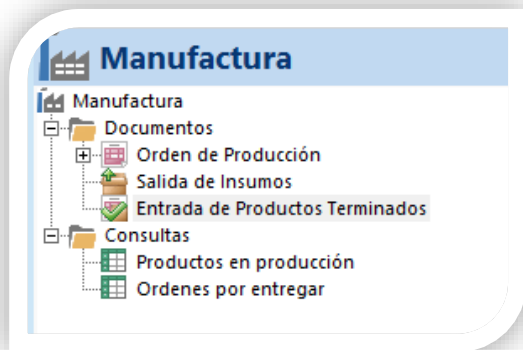 Manufactura
Manufactura
Documentos
Orden de Producción
Salida de Insumos
Entrada de Productos Terminados
Consultas
Productos en producción
Ordenes por entregar